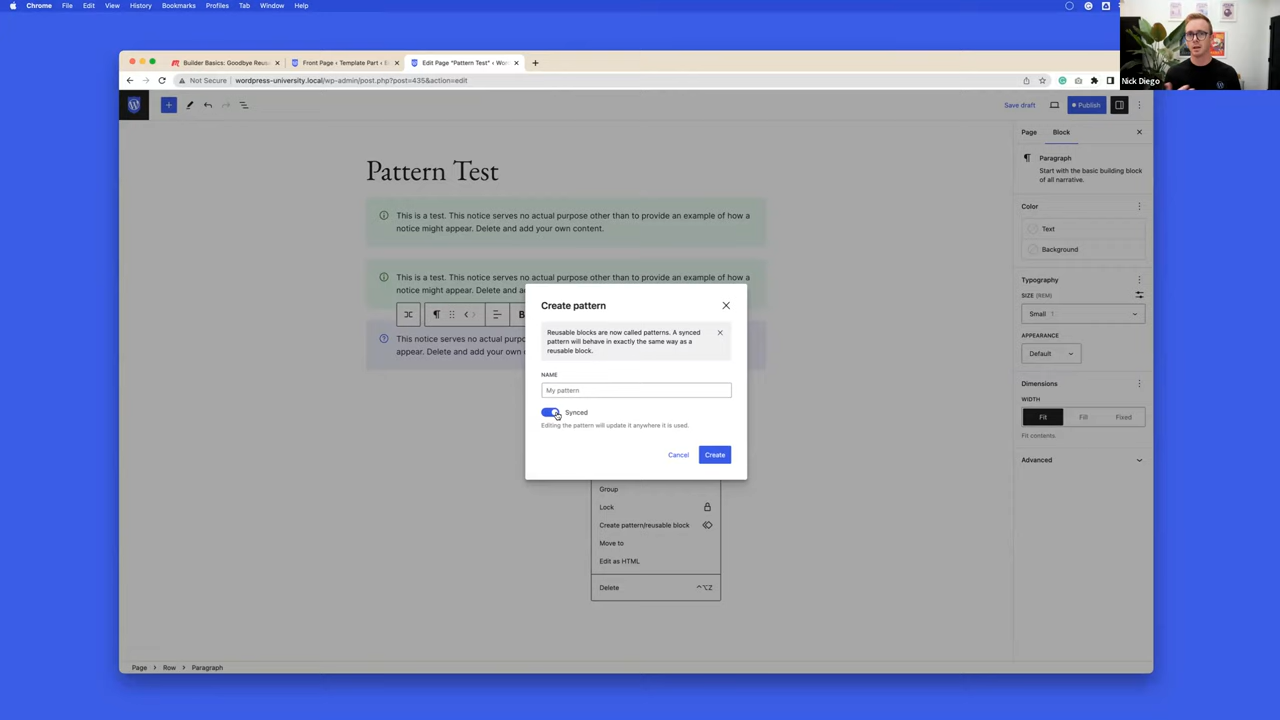 Chrome File Edit View History Bookmarks Profiles Tab Window Help
Nick Diego
Builder Basics: Goodbye Reus
Front Page ‹ Template Part ‹ E
Edit Page "Pattern Test" ‹ Wor
Not Secure wordpress-university.local/wp-admin/post.php?post=435&action=edit
Save draft
Publish
Page Block
Paragraph
Start with the basic building block
of all narrative.
Color
Text
Background
Typography
SIZE (REM)
Small 1
APPEARANCE
Default
Dimensions
WIDTH
Fit Fill Fixed
Fit contents.
Advanced
Pattern Test
This is a test. This notice serves no actual purpose other than to provide an example of how a
notice might appear. Delete and add your own content.
This is a test. This notice serves no actual purpose other than to provide an example of how a
notice might appear. Delete and a
B
This notice serves no actual purpo
appear. Delete and add your own
Create pattern
Reusable blocks are now called patterns. A synced
pattern will behave in exactly the same way as a
reusable block.
NAME
My pattern
Synced
Editing the pattern will update it anywhere it is used.
Cancel Create
Group
Lock
Create pattern/reusable block
Move to
Edit as HTML
Delete ⌃⌥Z
Page > Row > Paragraph